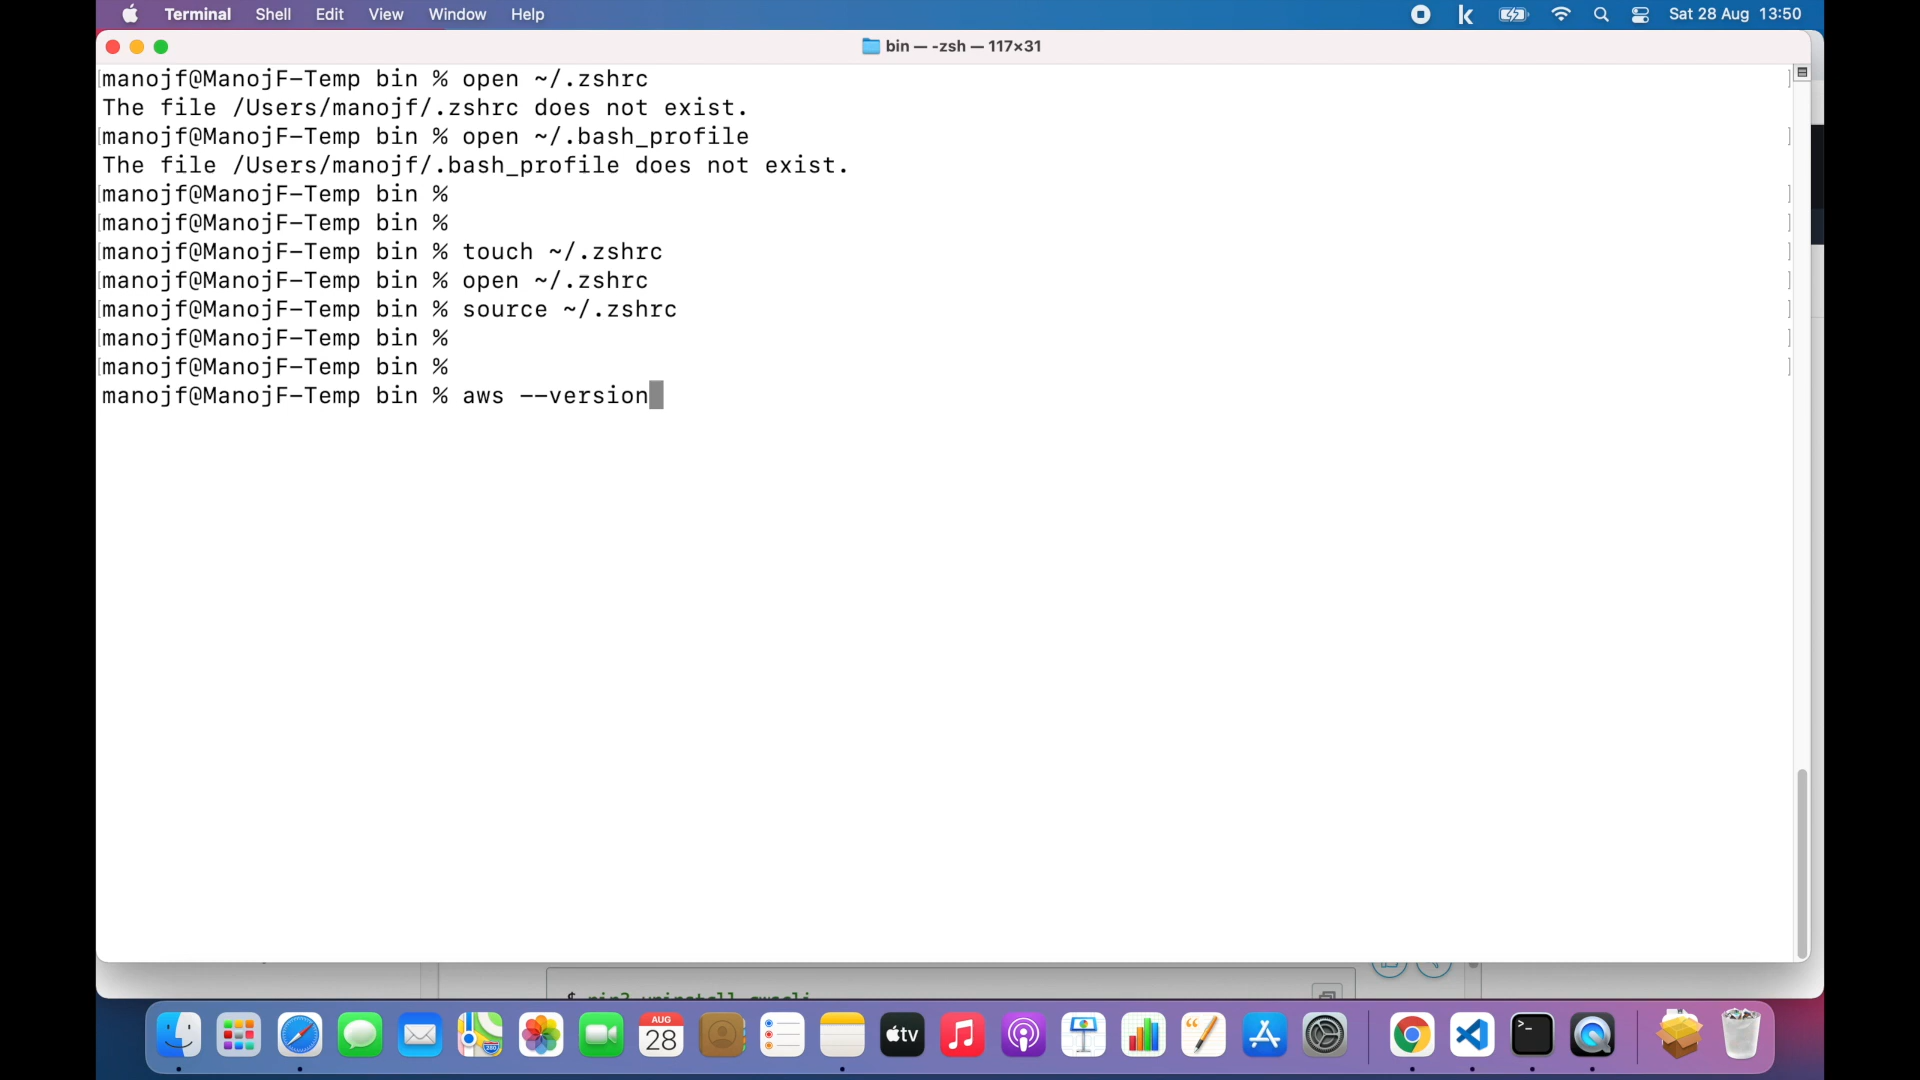 Terminal Shell Edit View Window Help Sat 28 Aug 13:50
bin — -zsh — 117×31
manojf@ManojF-Temp bin % open ~/.zshrc
The file /Users/manojf/.zshrc does not exist.
manojf@ManojF-Temp bin % open ~/.bash_profile
The file /Users/manojf/.bash_profile does not exist.
manojf@ManojF-Temp bin %
manojf@ManojF-Temp bin %
manojf@ManojF-Temp bin % touch ~/.zshrc
manojf@ManojF-Temp bin % open ~/.zshrc
manojf@ManojF-Temp bin % source ~/.zshrc
manojf@ManojF-Temp bin %
manojf@ManojF-Temp bin %
manojf@ManojF-Temp bin % aws --version
AUG
28
tv